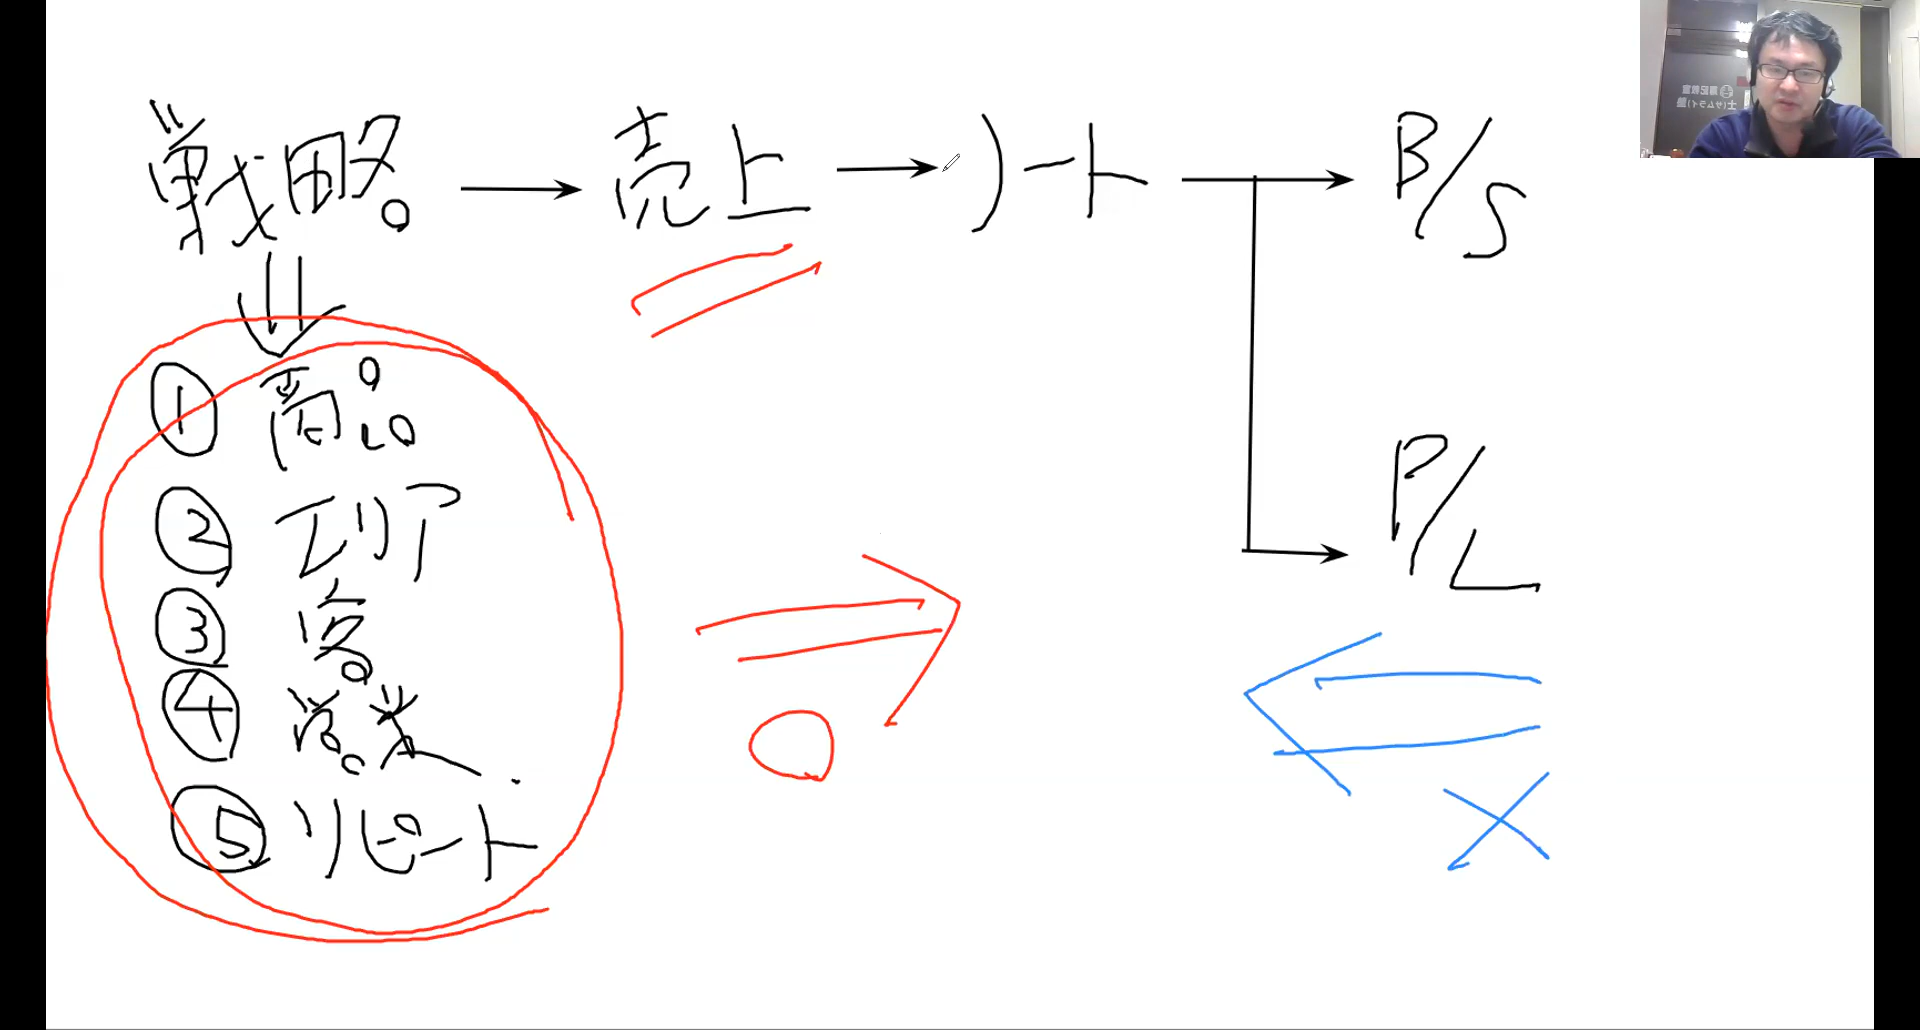 戦略 → 売上 → ノート → B/S
P/L
① 商品
② エリア
③ 客
④ 営業
⑤ リピート